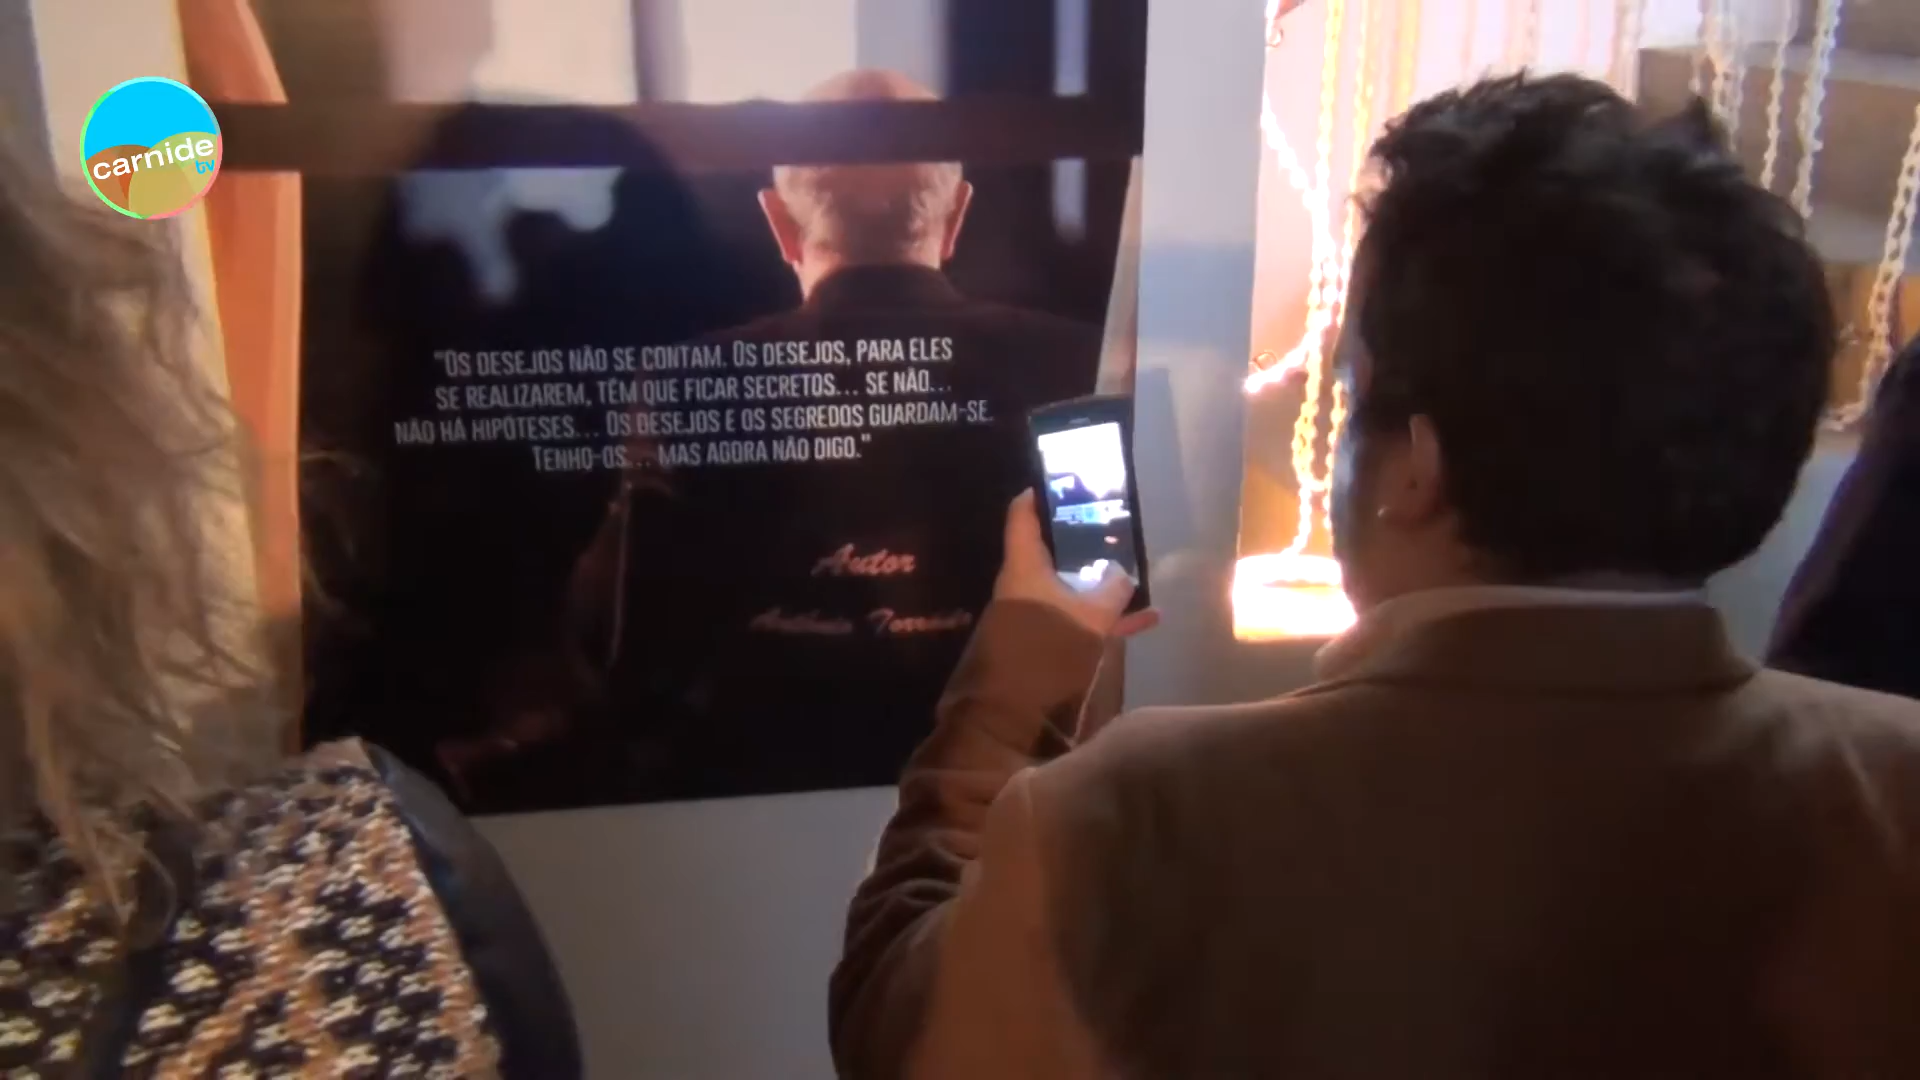 carnide
tv
"OS DESEJOS NÃO SE CONTAM. OS DESEJOS, PARA ELES
SE REALIZAREM, TÊM QUE FICAR SECRETOS... SE NÃO...
NÃO HÁ HIPÓTESES... OS DESEJOS E OS SEGREDOS GUARDAM-SE.
TENHO-OS... MAS AGORA NÃO DIGO."
Autor
Torrado